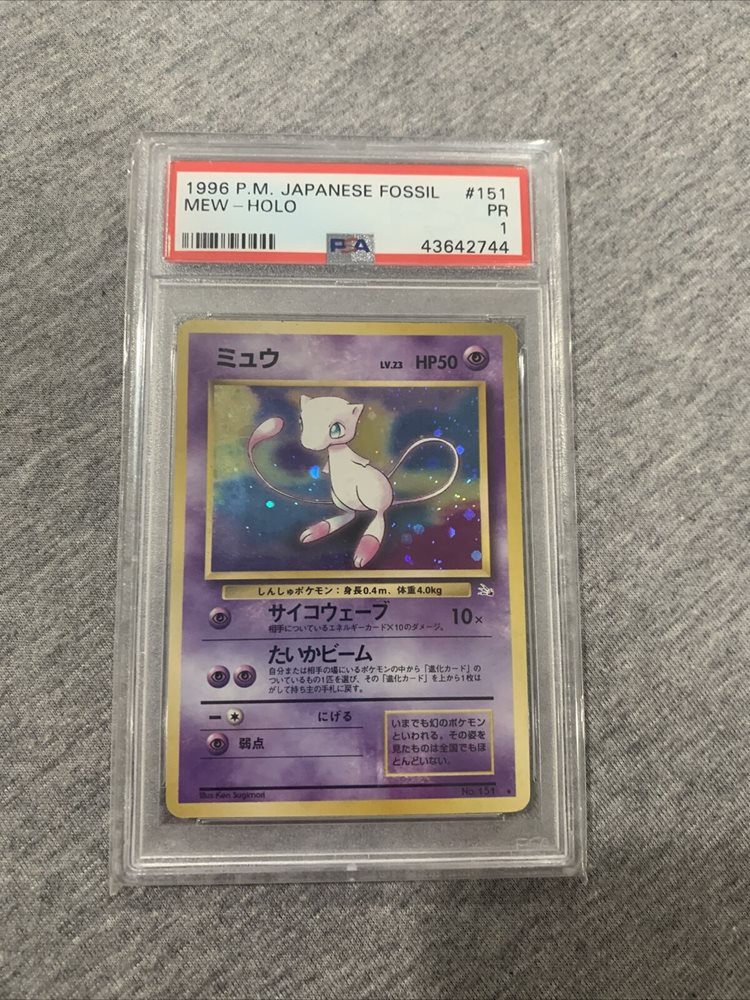 1996 P.M. JAPANESE FOSSIL #151
MEW - HOLO PR
1
PSA 43642744
ミュウ LV.23 HP50
しんしゅポケモン：身長0.4m、体重4.0kg
サイコウェーブ 10×
相手についているエネルギーカード×10のダメージ。
たいかビーム
自分または相手の場にいるポケモンの中から「進化カード」の
ついているもの1匹を選び、その「進化カード」を上から1枚は
がして持ち主の手札に戻す。
にげる
弱点
いまでも幻のポケモン
といわれる。その姿を
見たものは全国でもほ
とんどいない。
Illus. Ken Sugimori No.151 ★